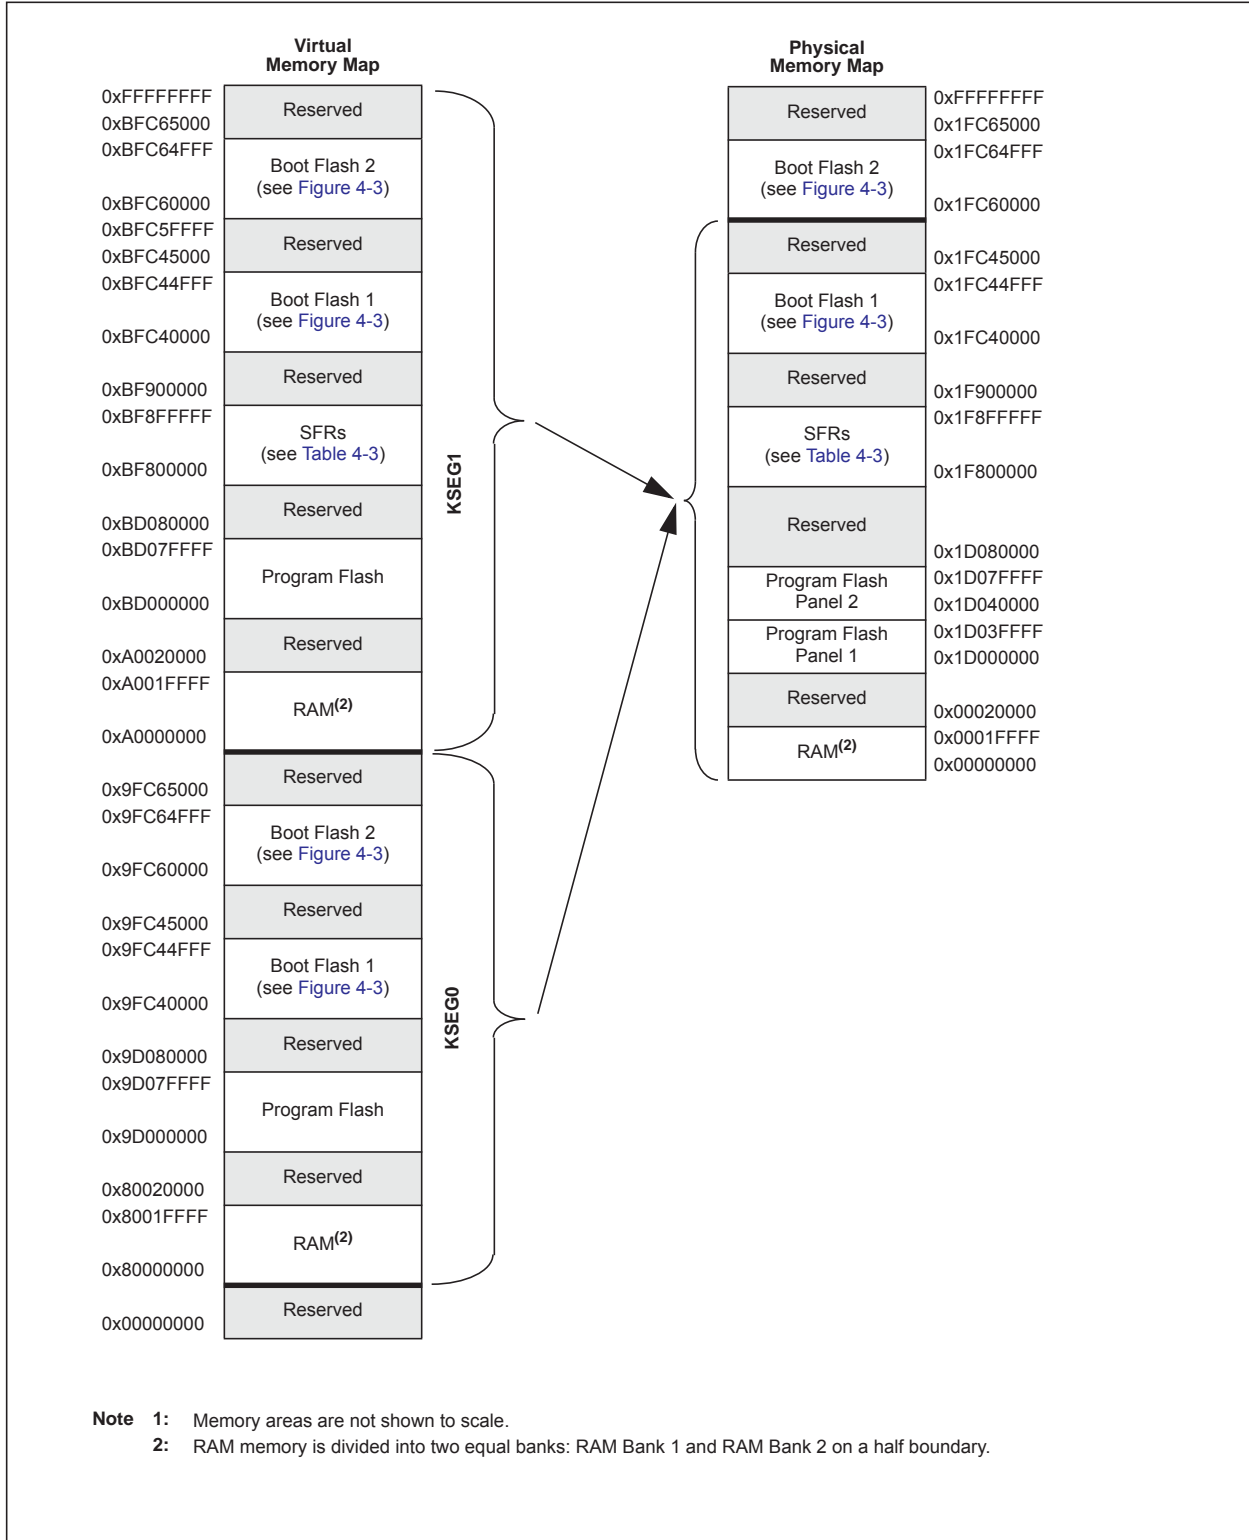 Virtual
Memory Map
0xFFFFFFFF
Reserved
0xBFC65000
0xBFC64FFF
Boot Flash 2
(see Figure 4-3)
0xBFC60000
0xBFC5FFFF
Reserved
0xBFC45000
0xBFC44FFF
Boot Flash 1
(see Figure 4-3)
0xBFC40000
Reserved
0xBF900000
0xBF8FFFFF
SFRs
(see Table 4-3)
0xBF800000
Reserved
0xBD080000
0xBD07FFFF
Program Flash
0xBD000000
Reserved
0xA0020000
0xA001FFFF
RAM(2)
0xA0000000
KSEG1
Reserved
0x9FC65000
0x9FC64FFF
Boot Flash 2
(see Figure 4-3)
0x9FC60000
Reserved
0x9FC45000
0x9FC44FFF
Boot Flash 1
(see Figure 4-3)
0x9FC40000
Reserved
0x9D080000
0x9D07FFFF
Program Flash
0x9D000000
Reserved
0x80020000
0x8001FFFF
RAM(2)
0x80000000
KSEG0
Reserved
0x00000000
Physical
Memory Map
0xFFFFFFFF
Reserved
0x1FC65000
0x1FC64FFF
Boot Flash 2
(see Figure 4-3)
0x1FC60000
Reserved
0x1FC45000
0x1FC44FFF
Boot Flash 1
(see Figure 4-3)
0x1FC40000
Reserved
0x1F900000
0x1F8FFFFF
SFRs
(see Table 4-3)
0x1F800000
Reserved
0x1D080000
0x1D07FFFF
Program Flash
Panel 2
0x1D040000
0x1D03FFFF
Program Flash
Panel 1
0x1D000000
Reserved
0x00020000
0x0001FFFF
RAM(2)
0x00000000
Note 1: Memory areas are not shown to scale.
2: RAM memory is divided into two equal banks: RAM Bank 1 and RAM Bank 2 on a half boundary.